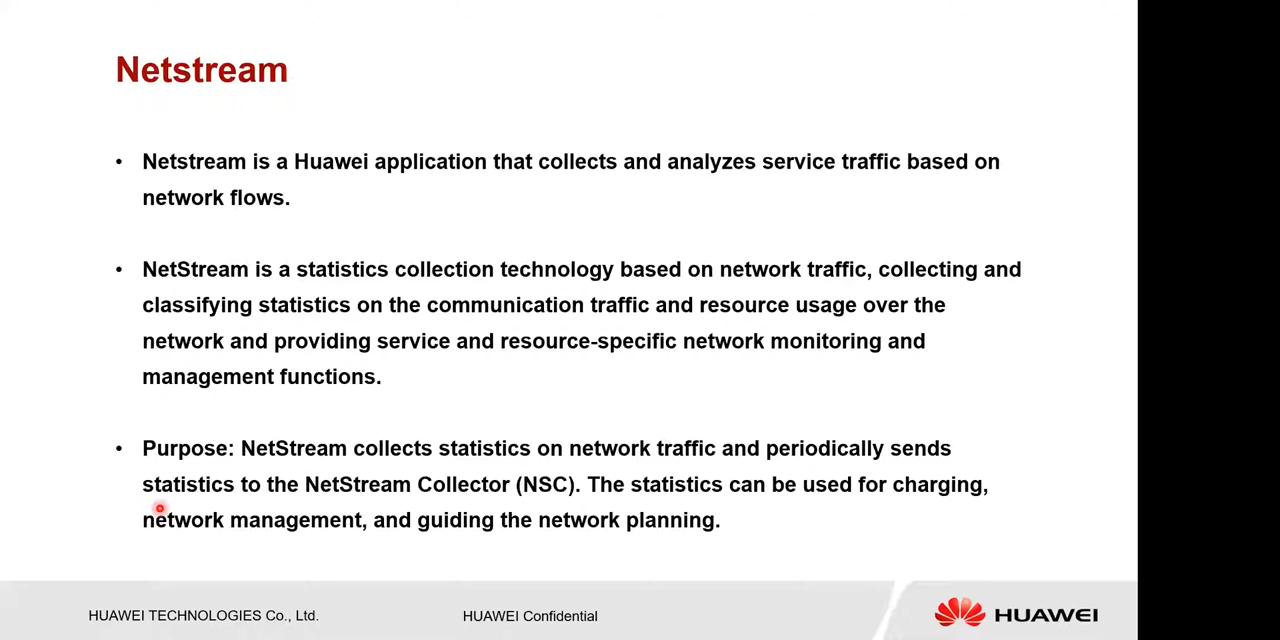 Netstream
• Netstream is a Huawei application that collects and analyzes service traffic based on
network flows.
• NetStream is a statistics collection technology based on network traffic, collecting and
classifying statistics on the communication traffic and resource usage over the
network and providing service and resource-specific network monitoring and
management functions.
• Purpose: NetStream collects statistics on network traffic and periodically sends
statistics to the NetStream Collector (NSC). The statistics can be used for charging,
network management, and guiding the network planning.
HUAWEI TECHNOLOGIES Co., Ltd. HUAWEI Confidential HUAWEI